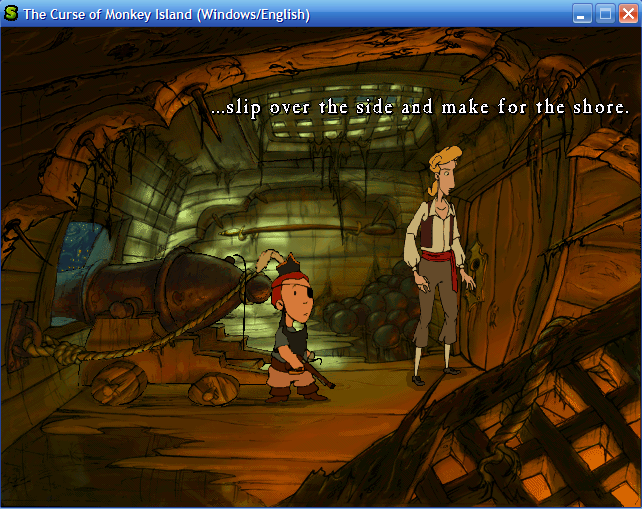 The Curse of Monkey Island (Windows/English)
...slip over the side and make for the shore.